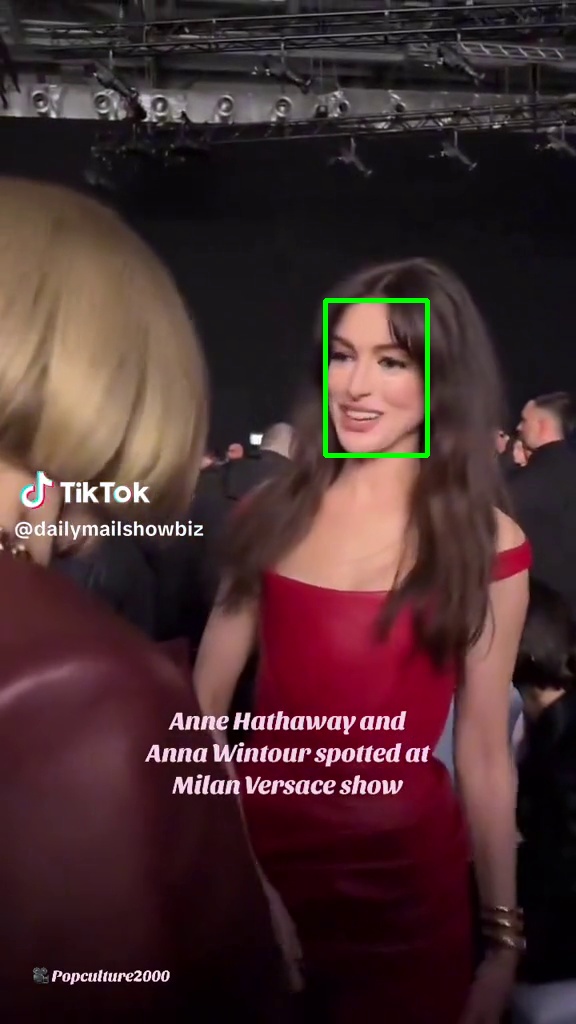 TikTok
@dailymailshowbiz
Anne Hathaway and
Anna Wintour spotted at
Milan Versace show
Popculture2000